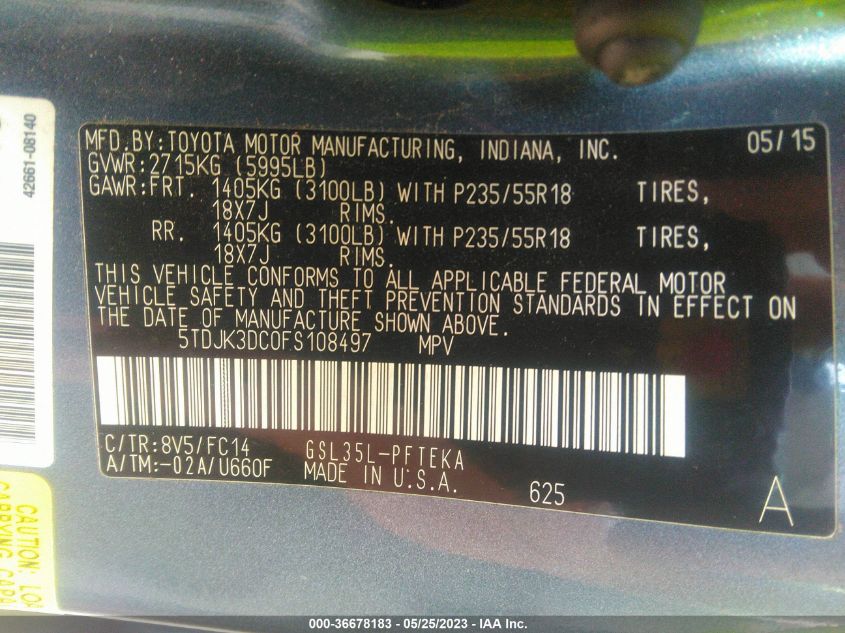 42661-08140
MFD.BY:TOYOTA MOTOR MANUFACTURING, INDIANA, INC. 05/15
GVWR:2715KG (5995LB)
GAWR:FRT. 1405KG (3100LB) WITH P235/55R18 TIRES,
18X7J RIMS.
RR. 1405KG (3100LB) WITH P235/55R18 TIRES,
18X7J RIMS.
THIS VEHICLE CONFORMS TO ALL APPLICABLE FEDERAL MOTOR
VEHICLE SAFETY AND THEFT PREVENTION STANDARDS IN EFFECT ON
THE DATE OF MANUFACTURE SHOWN ABOVE.
5TDJK3DC0FS108497 MPV
C/TR:8V5/FC14 GSL35L-PFTEKA
A/TM:-02A/U660F MADE IN U.S.A. 625
A
CAUTION:
CARRYING
000-36678183 - 05/25/2023 - IAA Inc.